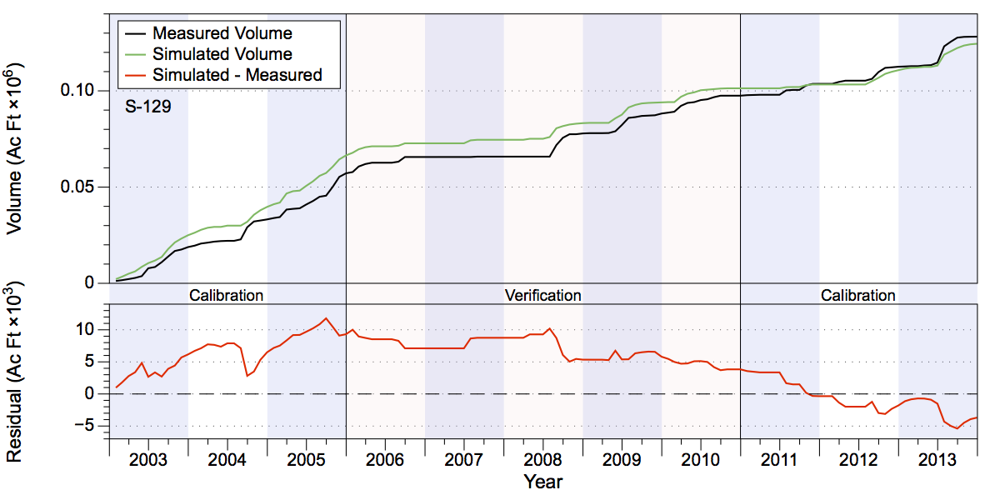 Measured Volume
Simulated Volume
Simulated - Measured
S-129
Volume (Ac Ft ×10⁶)
0.10
0.05
0
Calibration Verification Calibration
Residual (Ac Ft ×10³)
10
5
0
−5
2003 2004 2005 2006 2007 2008 2009 2010 2011 2012 2013
Year